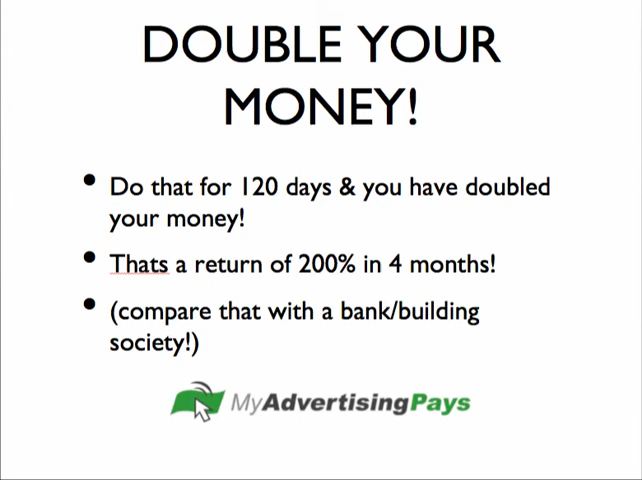 DOUBLE YOUR
MONEY!
• Do that for 120 days & you have doubled
your money!
• Thats a return of 200% in 4 months!
• (compare that with a bank/building
society!)
MyAdvertisingPays